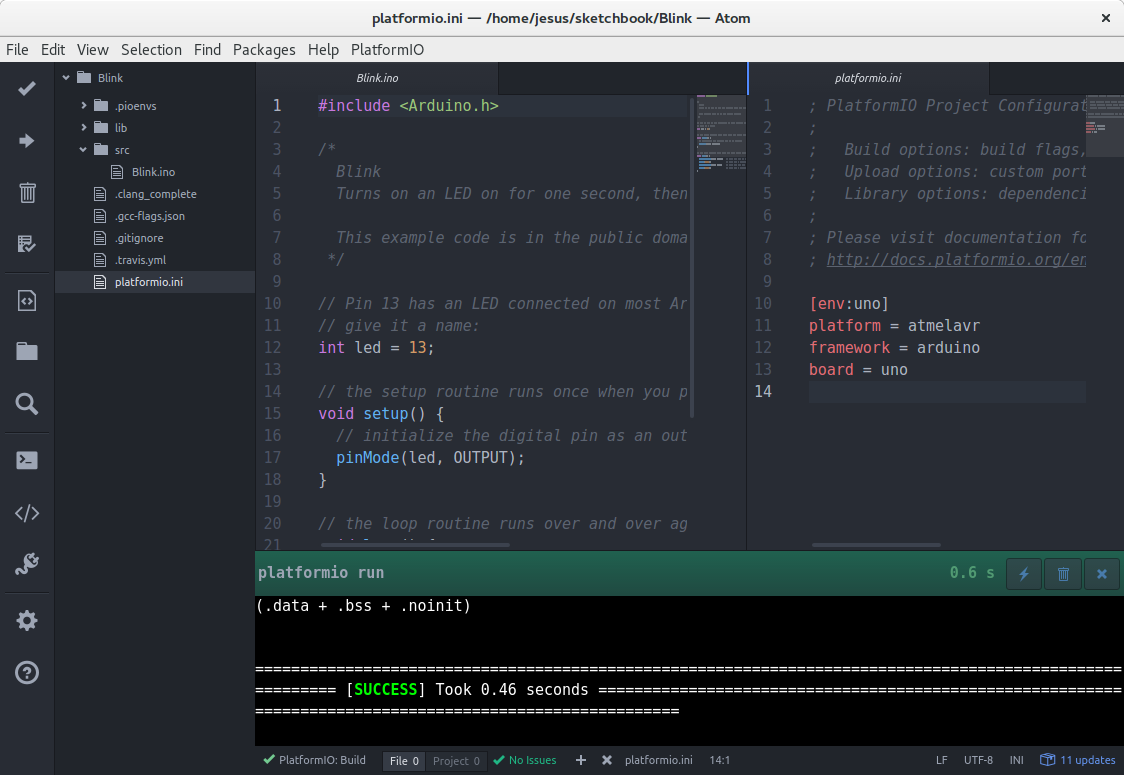 platformio.ini — /home/jesus/sketchbook/Blink — Atom
File Edit View Selection Find Packages Help PlatformIO
Blink
.pioenvs
lib
src
Blink.ino
.clang_complete
.gcc-flags.json
.gitignore
.travis.yml
platformio.ini
Blink.ino
1 #include <Arduino.h>
2
3 /*
4 Blink
5 Turns on an LED on for one second, then
6
7 This example code is in the public doma
8 */
9
10 // Pin 13 has an LED connected on most Ar
11 // give it a name:
12 int led = 13;
13
14 // the setup routine runs once when you p
15 void setup() {
16 // initialize the digital pin as an out
17 pinMode(led, OUTPUT);
18 }
19
20 // the loop routine runs over and over ag
21
platformio.ini
1 ; PlatformIO Project Configurat
2 ;
3 ; Build options: build flags,
4 ; Upload options: custom port
5 ; Library options: dependenci
6 ;
7 ; Please visit documentation fo
8 ; http://docs.platformio.org/en
9
10 [env:uno]
11 platform = atmelavr
12 framework = arduino
13 board = uno
14
platformio run 0.6 s
(.data + .bss + .noinit)
================================================================================================
========= [SUCCESS] Took 0.46 seconds ==========================================================
===============================================
PlatformIO: Build File 0 Project 0 No Issues + platformio.ini 14:1 LF UTF-8 INI 11 updates